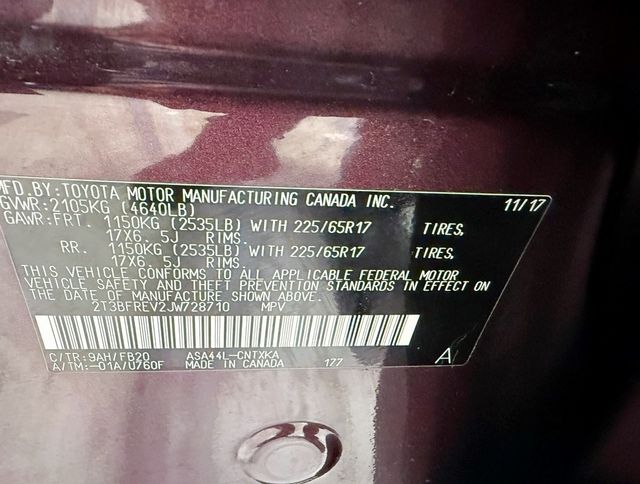 MFD.BY:TOYOTA MOTOR MANUFACTURING CANADA INC. 11/17
GVWR:2105KG (4640LB)
GAWR:FRT. 1150KG (2535LB) WITH 225/65R17 TIRES,
17X6.5J RIMS.
RR. 1150KG (2535LB) WITH 225/65R17 TIRES,
17X6.5J RIMS.
THIS VEHICLE CONFORMS TO ALL APPLICABLE FEDERAL MOTOR
VEHICLE SAFETY AND THEFT PREVENTION STANDARDS IN EFFECT ON
THE DATE OF MANUFACTURE SHOWN ABOVE.
2T3BFREV2JW728710 MPV
C/TR:9AH/FB20 ASA44L-CNTXKA
A/TM:-01A/U760F MADE IN CANADA 177 A